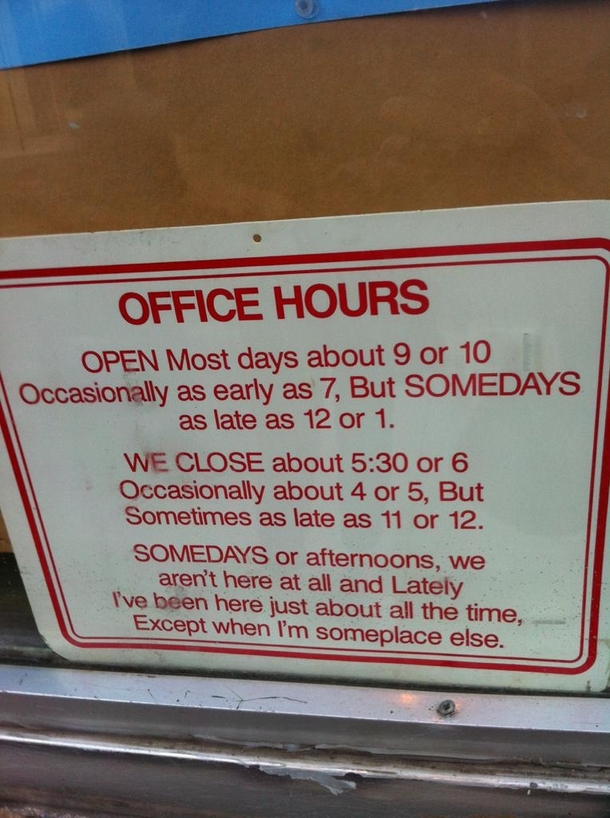 OFFICE HOURS
OPEN Most days about 9 or 10
Occasionally as early as 7, But SOMEDAYS
as late as 12 or 1.
WE CLOSE about 5:30 or 6
Occasionally about 4 or 5, But
Sometimes as late as 11 or 12.
SOMEDAYS or afternoons, we
aren't here at all and Lately
I've been here just about all the time,
Except when I'm someplace else.